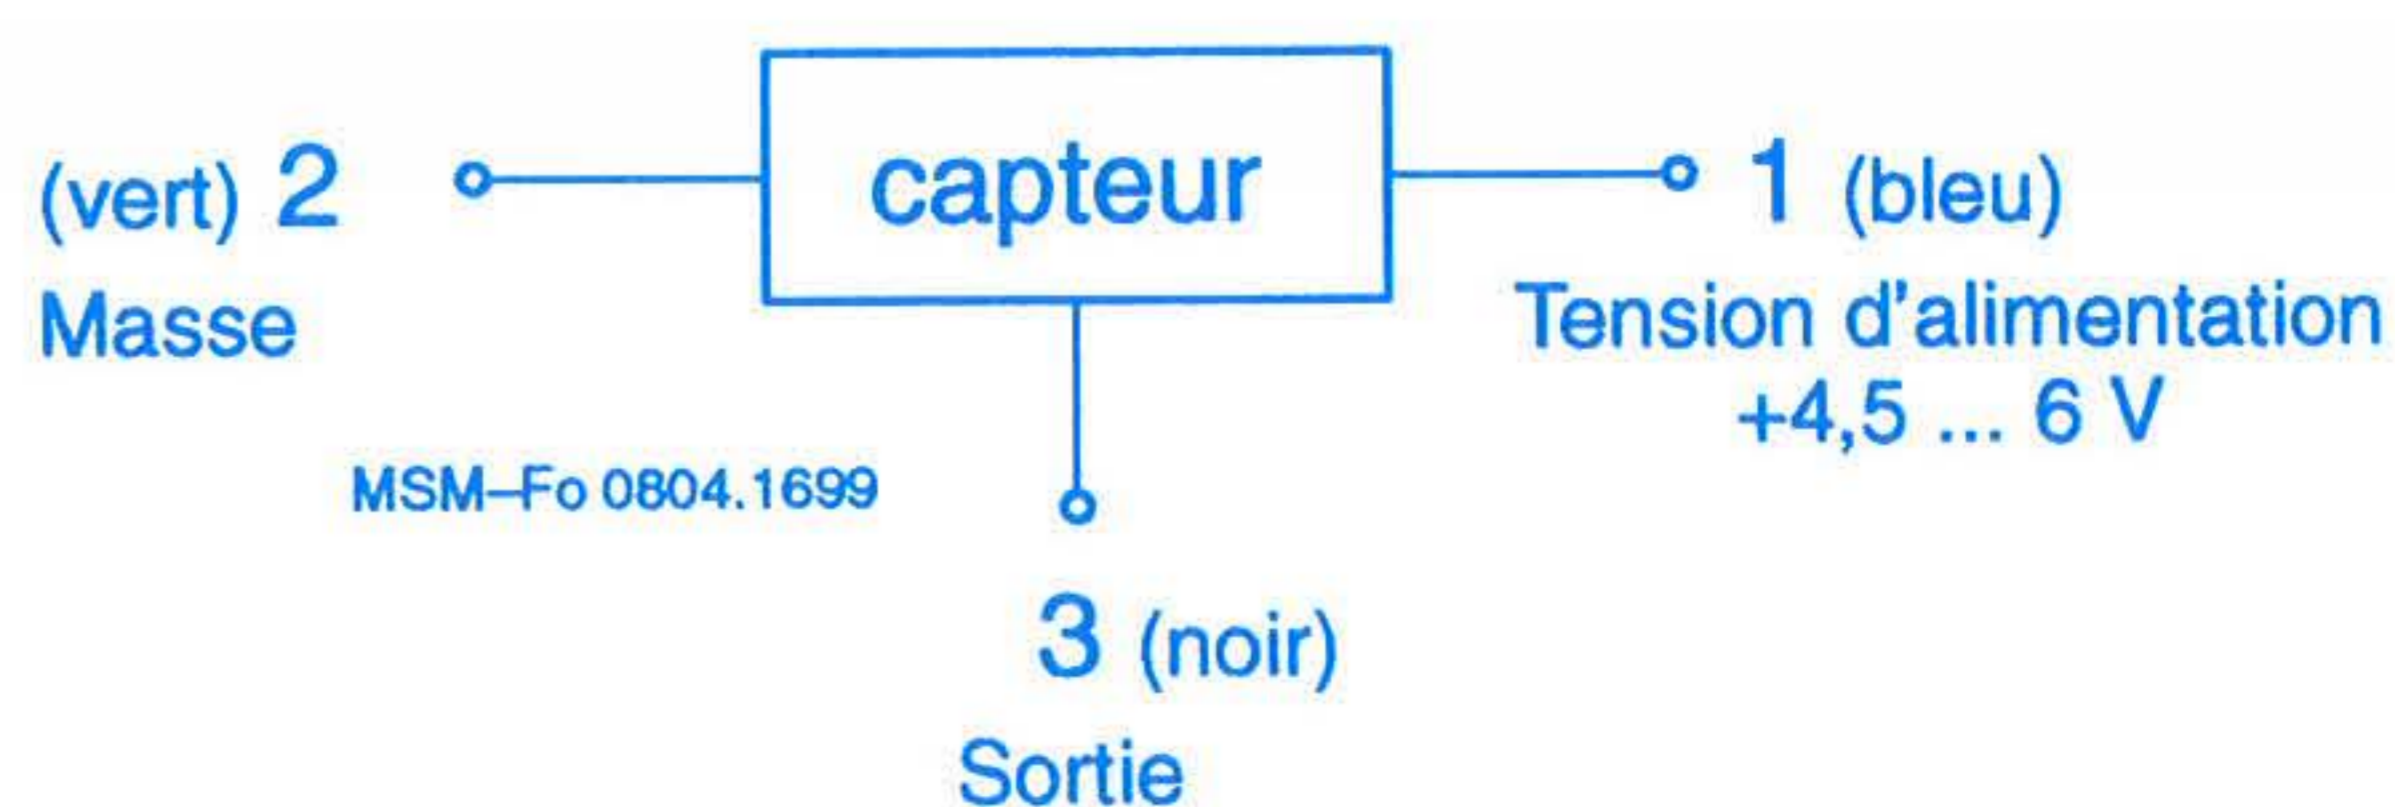 capteur
(vert) 2
Masse
1 (bleu)
Tension d'alimentation
+4,5 ... 6 V
MSM–Fo 0804.1699
3 (noir)
Sortie